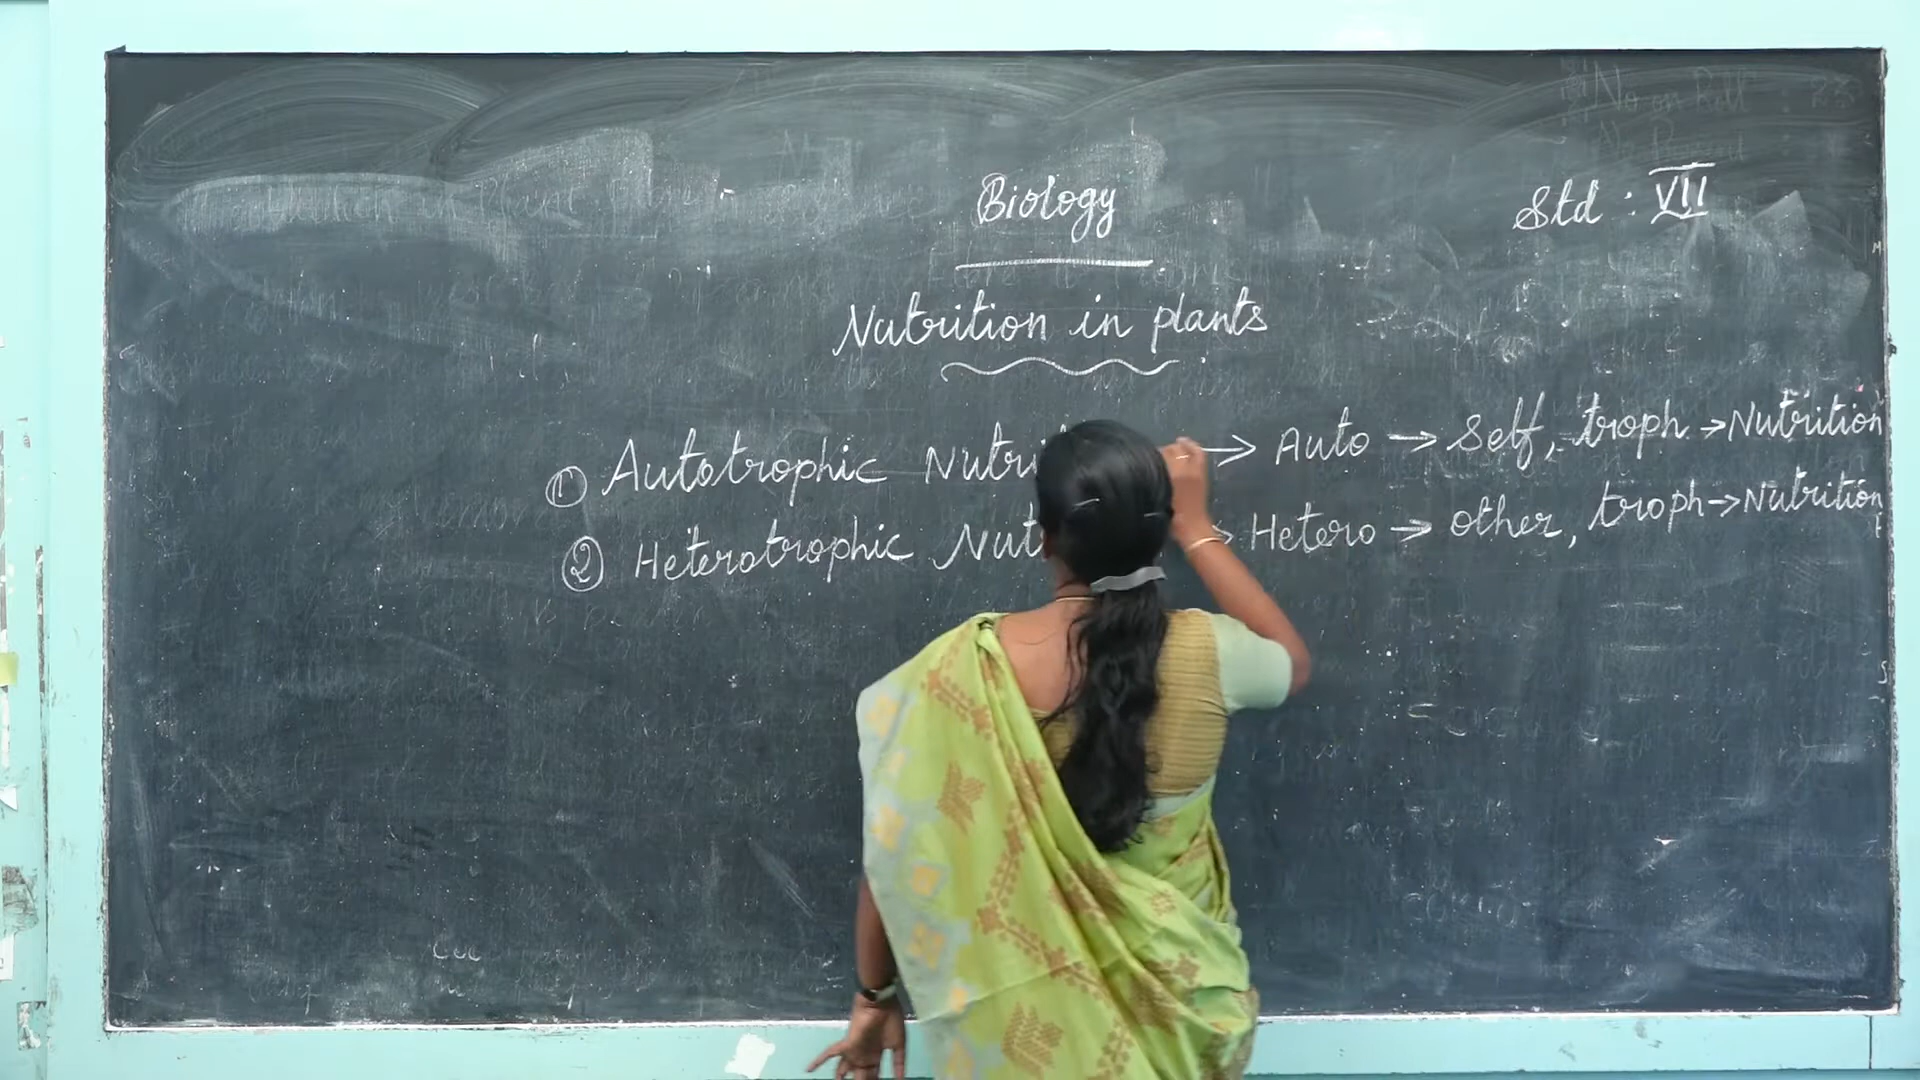 Biology
Std : VII
Nutrition in plants
① Autotrophic Nutri → Auto → Self, troph → Nutrition
② Heterotrophic Nut → Hetero → other, troph → Nutrition